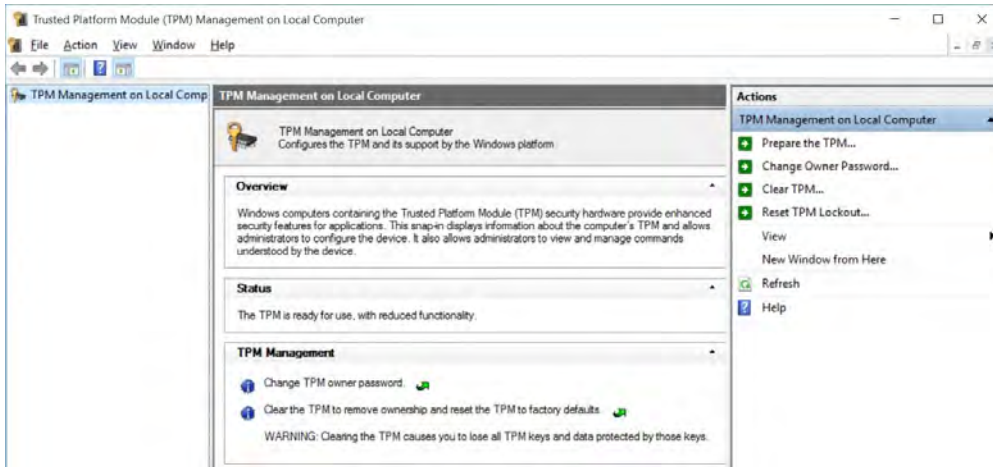 Trusted Platform Module (TPM) Management on Local Computer
File Action View Window Help
TPM Management on Local Comp
TPM Management on Local Computer
TPM Management on Local Computer
Configures the TPM and its support by the Windows platform
Overview
Windows computers containing the Trusted Platform Module (TPM) security hardware provide enhanced
security features for applications. This snap-in displays information about the computer's TPM and allows
administrators to configure the device. It also allows administrators to view and manage commands
understood by the device.
Status
The TPM is ready for use, with reduced functionality.
TPM Management
Change TPM owner password.
Clear the TPM to remove ownership and reset the TPM to factory defaults.
WARNING: Clearing the TPM causes you to lose all TPM keys and data protected by those keys.
Actions
TPM Management on Local Computer
Prepare the TPM...
Change Owner Password...
Clear TPM...
Reset TPM Lockout...
View
New Window from Here
Refresh
Help